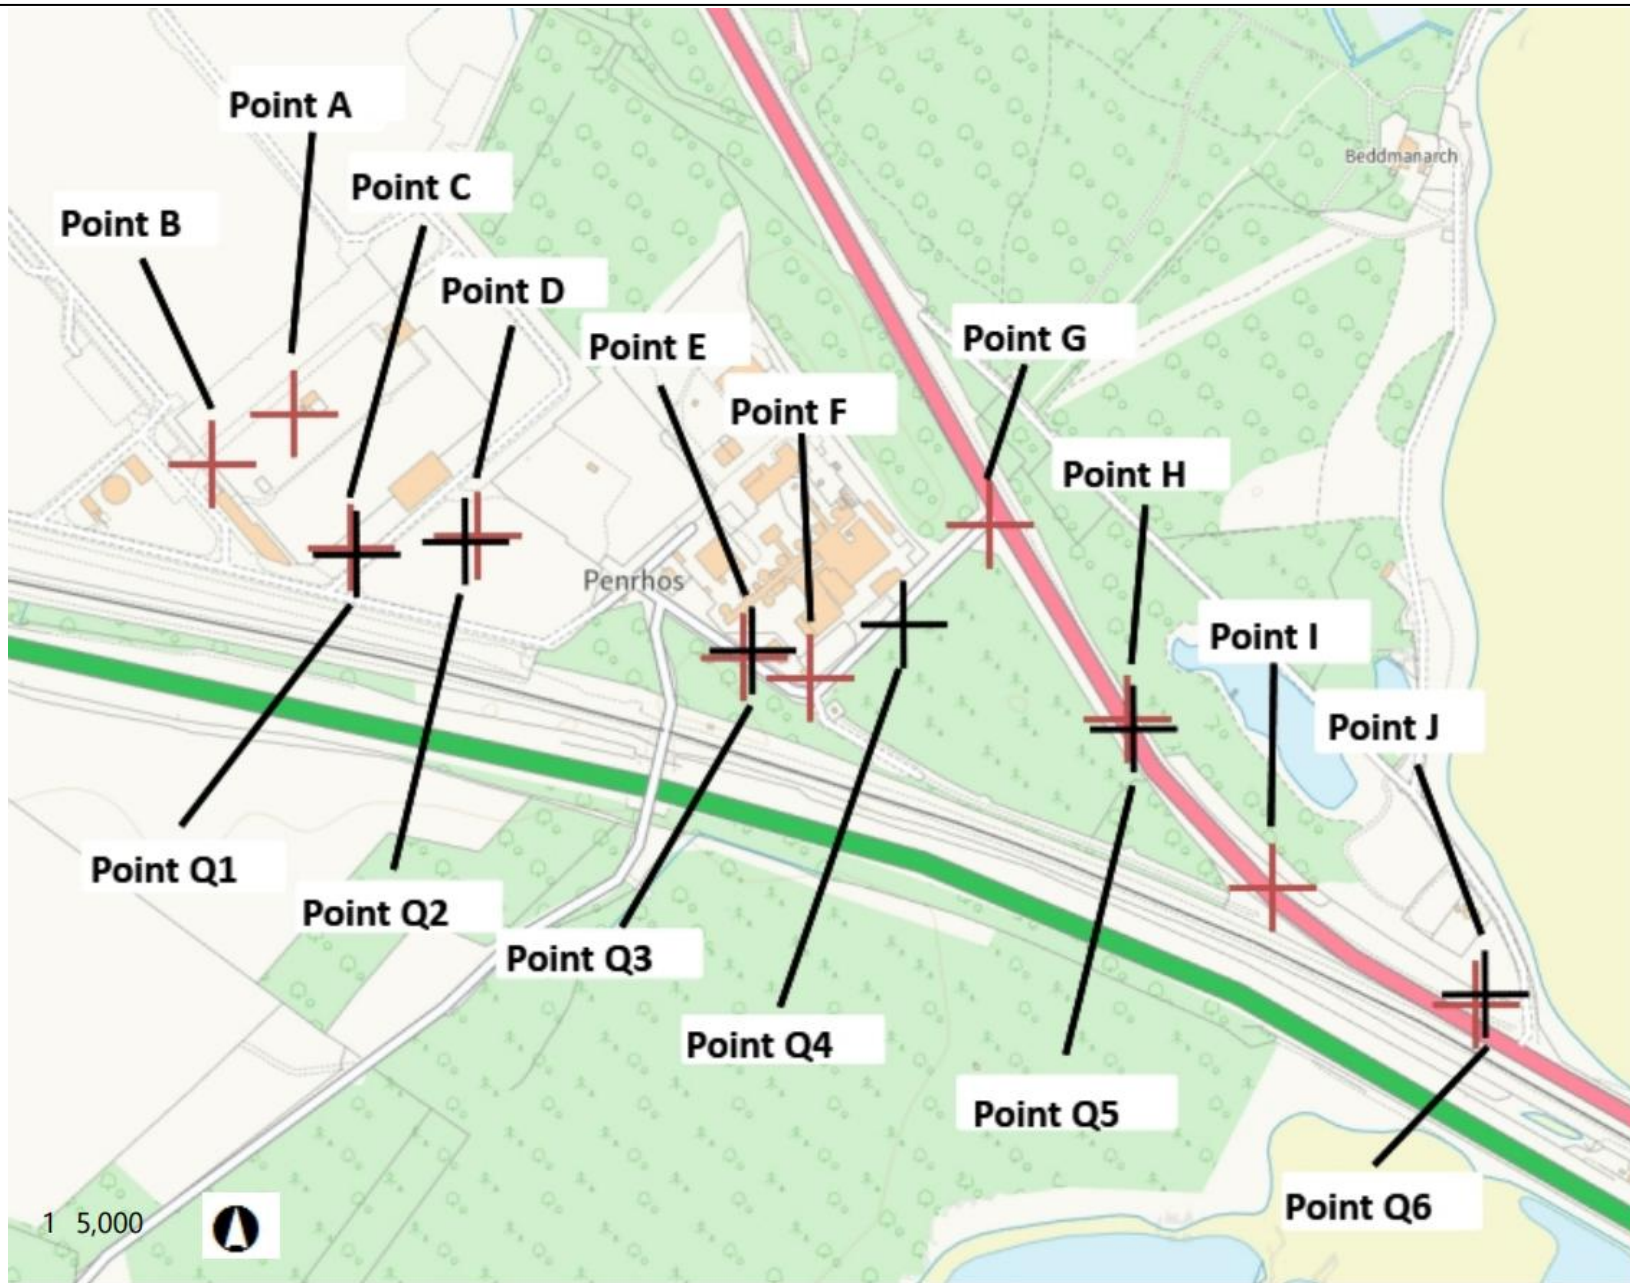 Point A
Beddmanarch
Point C
Point B
Point D
Point G
Point E
Point F
Point H
Penrhos
Point I
Point J
Point Q1
Point Q2
Point Q3
Point Q4
Point Q5
Point Q6
1 5,000